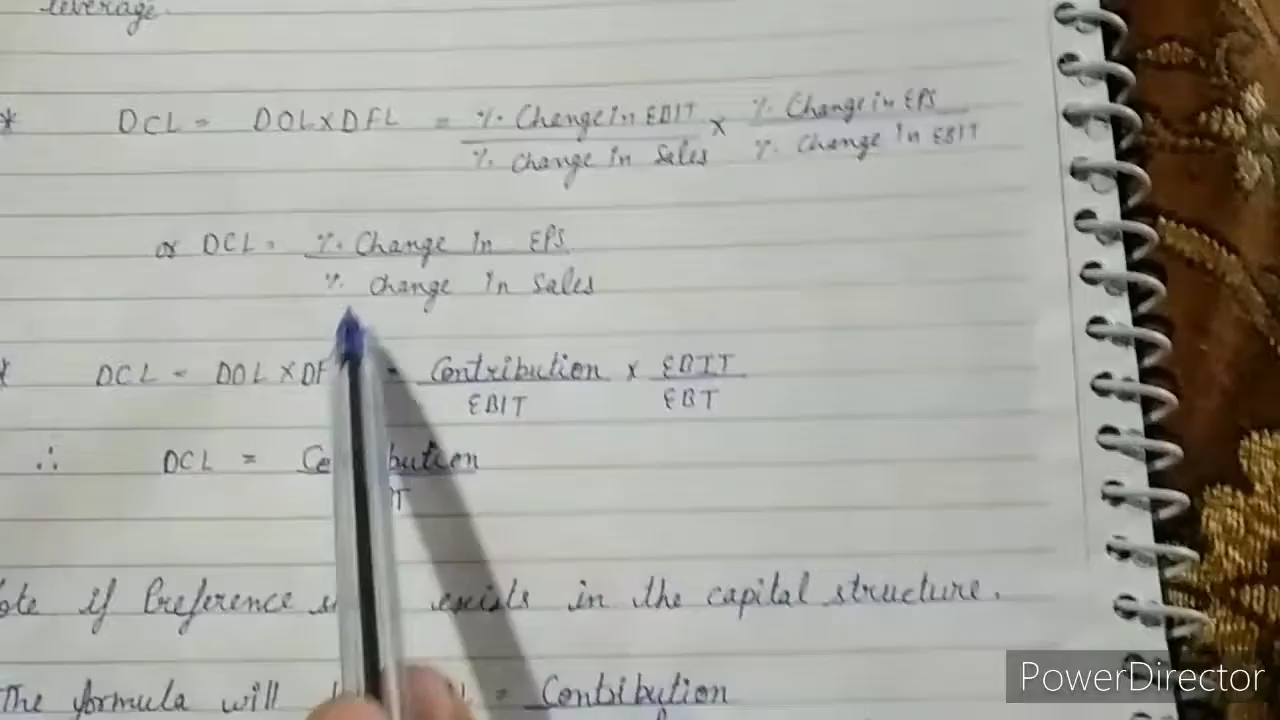 leverage.
* DCL = DOL X DFL = % Change in EBIT / % Change in Sales X % Change in EPS / % Change in EBIT
or DCL = % Change in EPS / % Change in Sales
DCL = DOL X DF = Contribution / EBIT X EBIT / EBT
∴ DCL = bution / T
if Preference exists in the capital structure.
The formula will = Contribution
PowerDirector